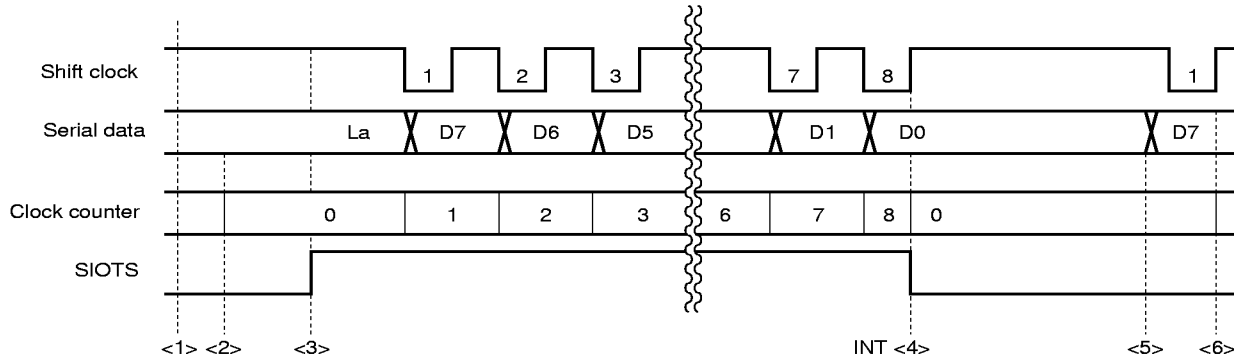 Shift clock 1 2 3 7 8 1
Serial data La D7 D6 D5 D1 D0 D7
Clock counter 0 1 2 3 6 7 8 0
SIOTS
<1> <2> <3> INT <4> <5> <6>